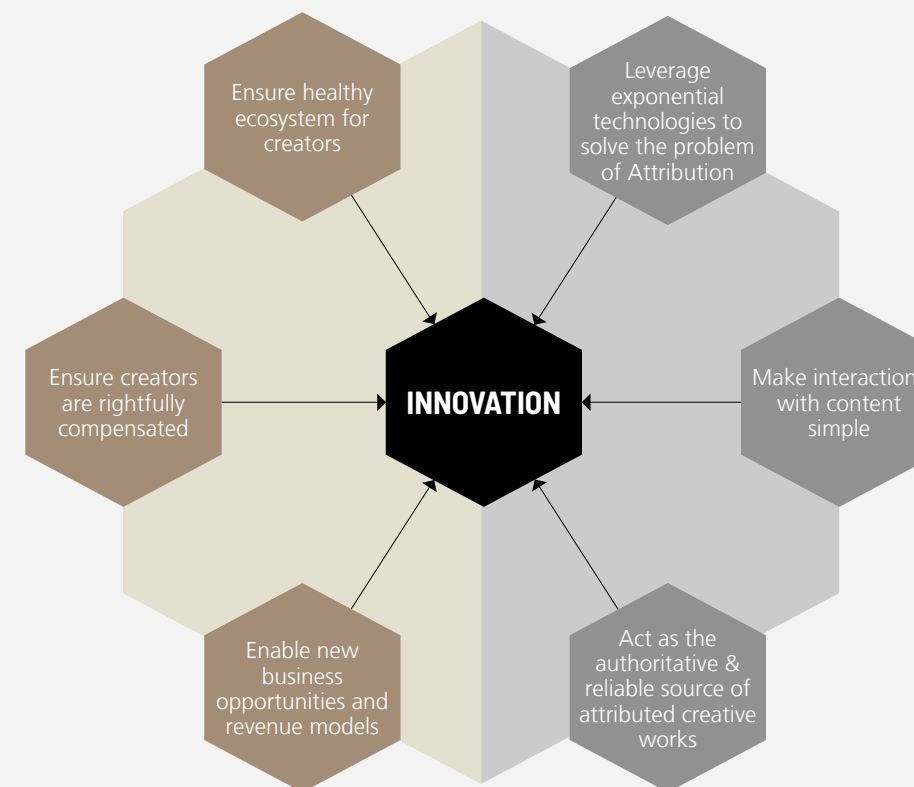 Ensure healthy
ecosystem for
creators
Leverage
exponential
technologies to
solve the problem
of Attribution
Ensure creators
are rightfully
compensated
INNOVATION
Make interaction
with content
simple
Enable new
business
opportunities and
revenue models
Act as the
authoritative &
reliable source of
attributed creative
works